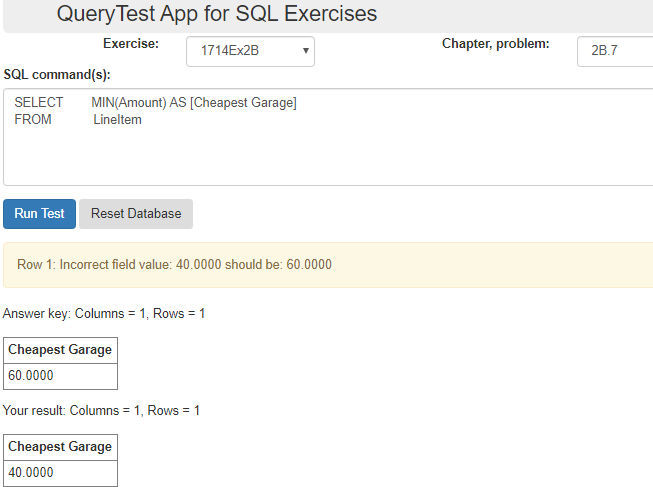 QueryTest App for SQL Exercises
Exercise: 1714Ex2B Chapter, problem: 2B.7
SQL command(s):
SELECT MIN(Amount) AS [Cheapest Garage]
FROM LineItem
Run Test Reset Database
Row 1: Incorrect field value: 40.0000 should be: 60.0000
Answer key: Columns = 1, Rows = 1
Cheapest Garage
60.0000
Your result: Columns = 1, Rows = 1
Cheapest Garage
40.0000